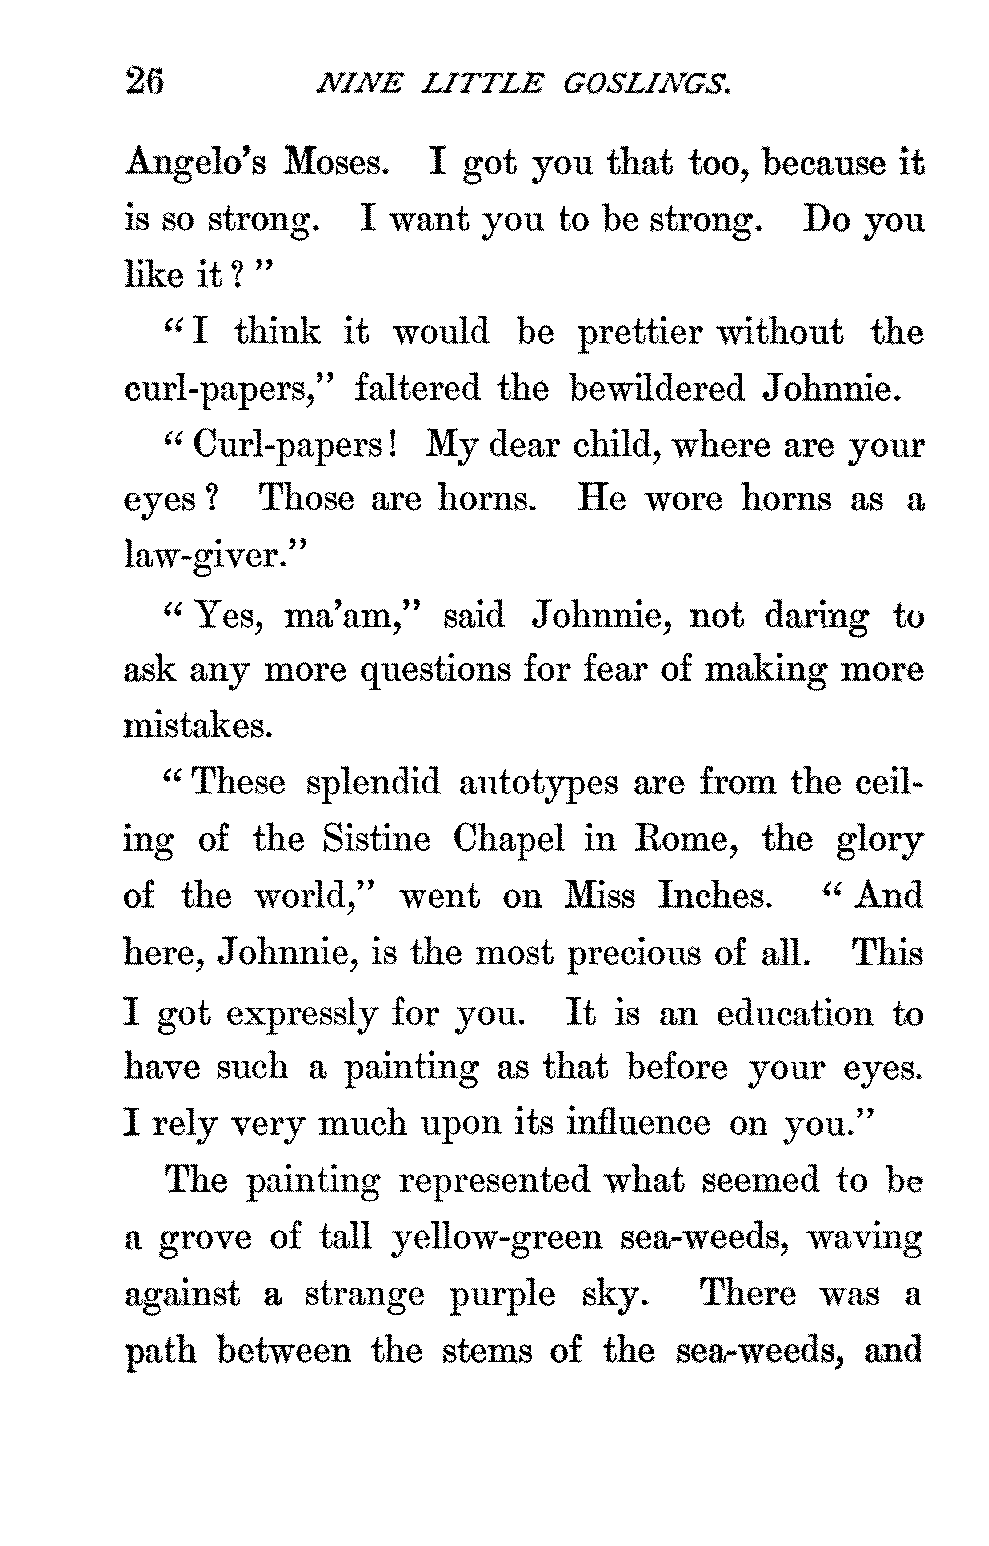 26 NINE LITTLE GOSLINGS.
Angelo's Moses. I got you that too, because it
is so strong. I want you to be strong. Do you
like it?"
"I think it would be prettier without the
curl-papers," faltered the bewildered Johnnie.
"Curl-papers! My dear child, where are your
eyes? Those are horns. He wore horns as a
law-giver."
"Yes, ma'am," said Johnnie, not daring to
ask any more questions for fear of making more
mistakes.
"These splendid autotypes are from the ceil-
ing of the Sistine Chapel in Rome, the glory
of the world," went on Miss Inches. "And
here, Johnnie, is the most precious of all. This
I got expressly for you. It is an education to
have such a painting as that before your eyes.
I rely very much upon its influence on you."
The painting represented what seemed to be
a grove of tall yellow-green sea-weeds, waving
against a strange purple sky. There was a
path between the stems of the sea-weeds, and